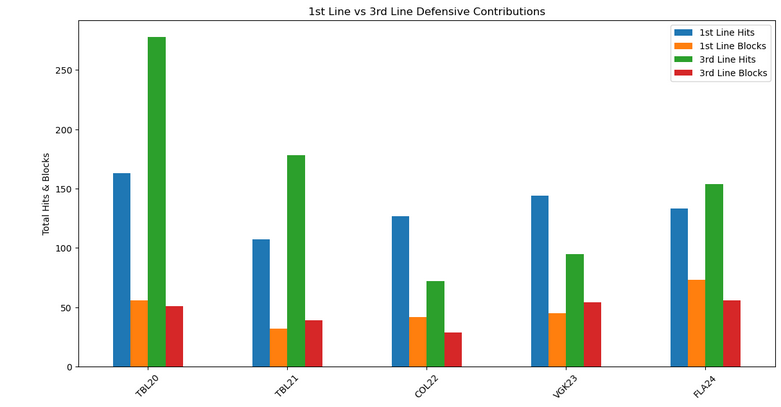 1st Line vs 3rd Line Defensive Contributions
1st Line Hits
1st Line Blocks
3rd Line Hits
3rd Line Blocks
Total Hits & Blocks
250
200
150
100
50
0
TBL20
TBL21
COL22
VGK23
FLA24